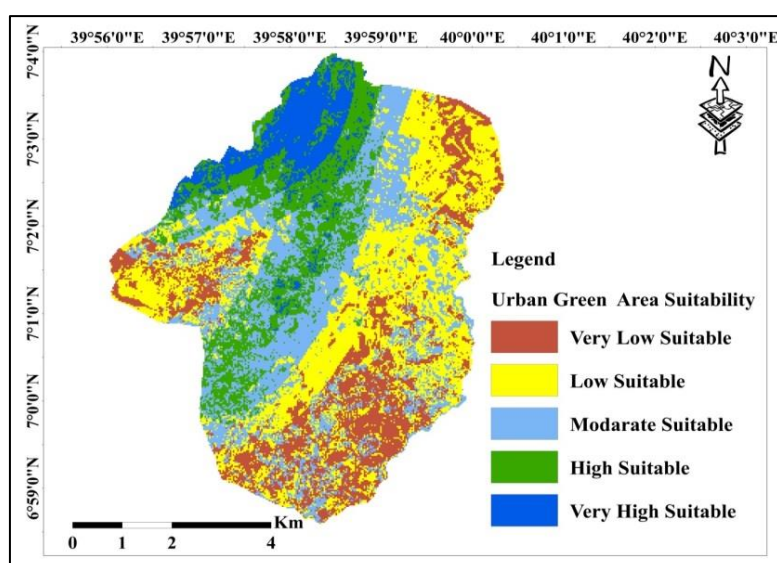 39°56'0"E 39°57'0"E 39°58'0"E 39°59'0"E 40°0'0"E 40°1'0"E 40°2'0"E 40°3'0"E
7°4'0"N
7°3'0"N
7°2'0"N
7°1'0"N
7°0'0"N
6°59'0"N
N
Legend
Urban Green Area Suitability
Very Low Suitable
Low Suitable
Modarate Suitable
High Suitable
Very High Suitable
Km
0 1 2 4